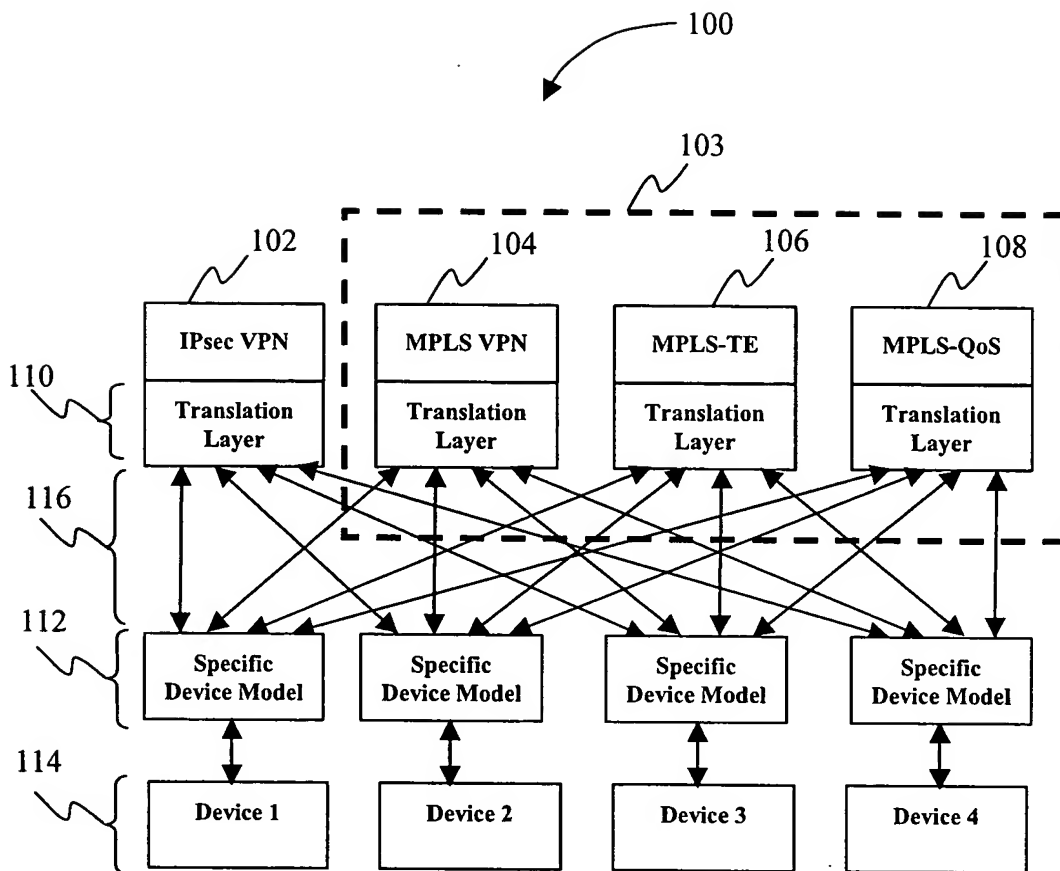 100
103
102
104
106
108
IPsec VPN
MPLS VPN
MPLS-TE
MPLS-QoS
110
Translation
Layer
Translation
Layer
Translation
Layer
Translation
Layer
116
112
Specific
Device Model
Specific
Device Model
Specific
Device Model
Specific
Device Model
114
Device 1
Device 2
Device 3
Device 4